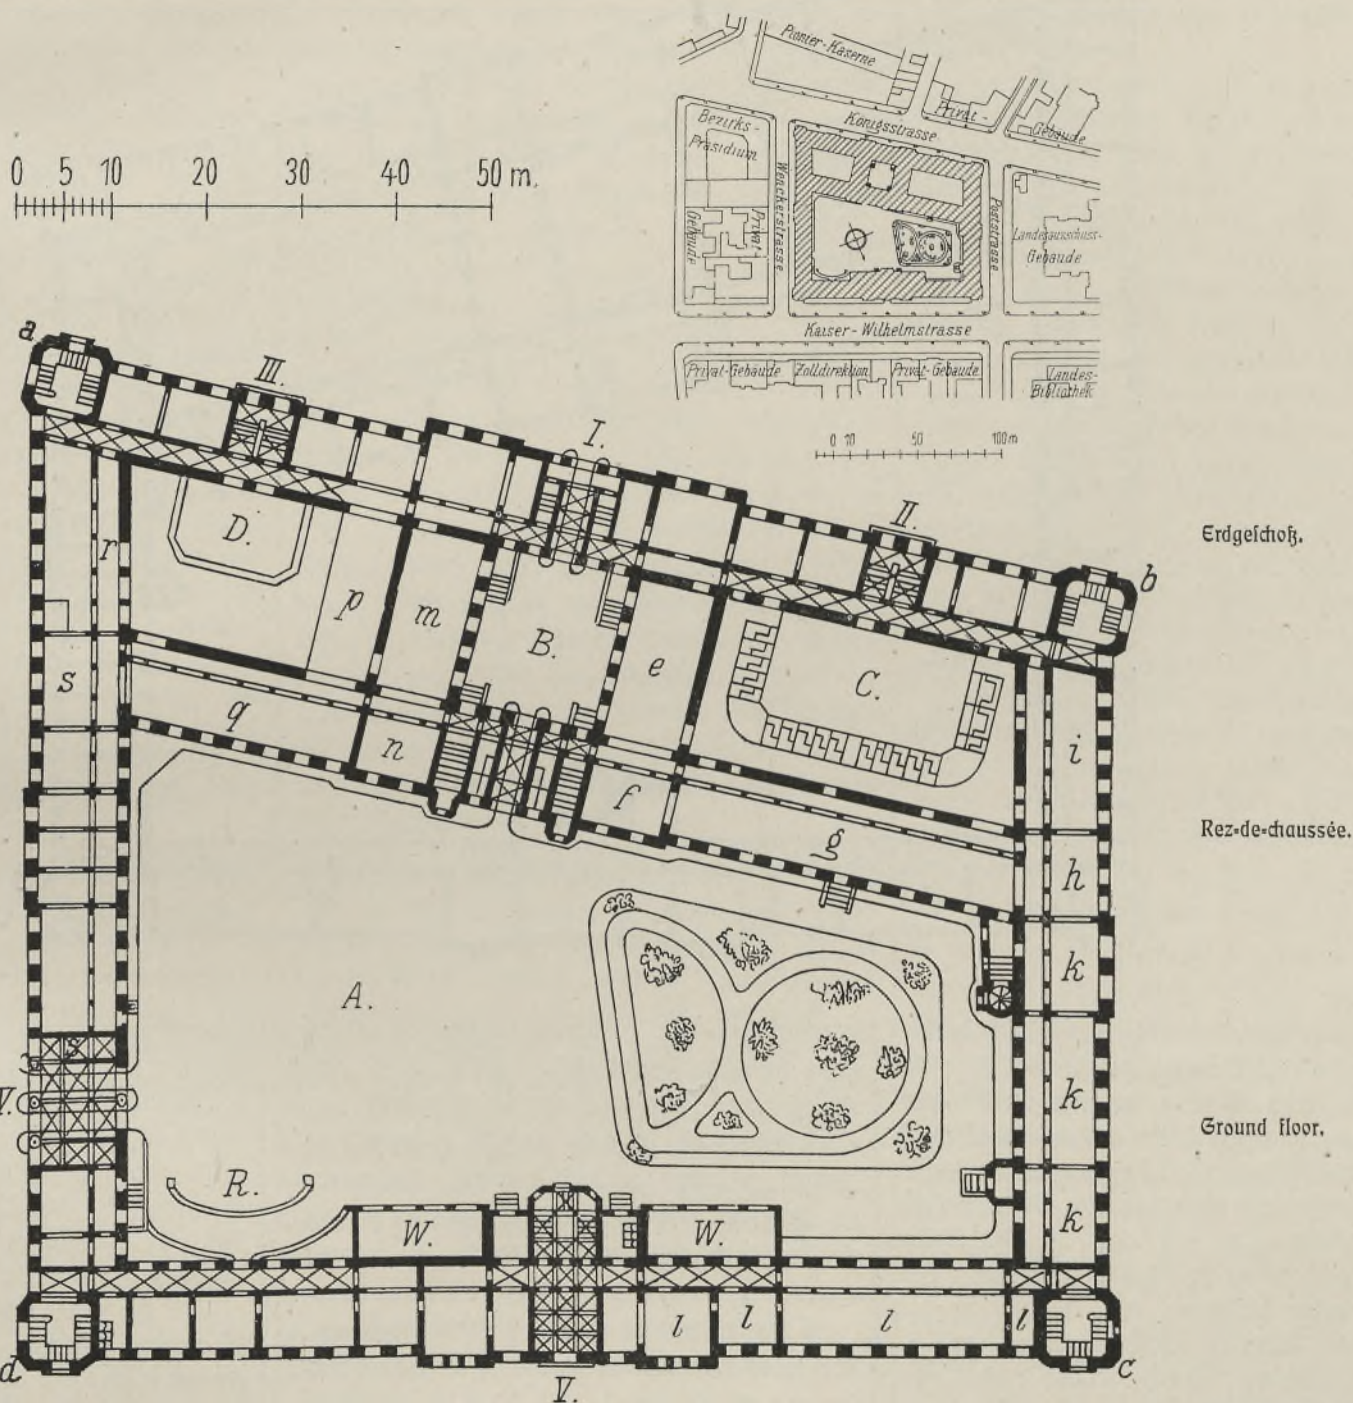 Pionier-Kaserne
Privat-
Gebäude
Bezirks-
Präsidium
Königsstrasse
Wenckerstrasse
Poststrasse
Privat-
Gebäude
Landesausschuss-
Gebäude
Kaiser-Wilhelmstrasse
Privat-Gebäude Zolldirektion Privat-Gebäude
Landes-
Bibliothek
0 10 50 100m
0 5 10 20 30 40 50 m.
a
III.
I.
II.
b
D.
r
p
m
B.
e
C.
i
s
q
n
f
g
h
k
A.
s
V.
k
R.
W.
W.
k
l
l
l
l
d
V.
c
Erdgeschoß.
Rez-de-chaussée.
Ground floor.